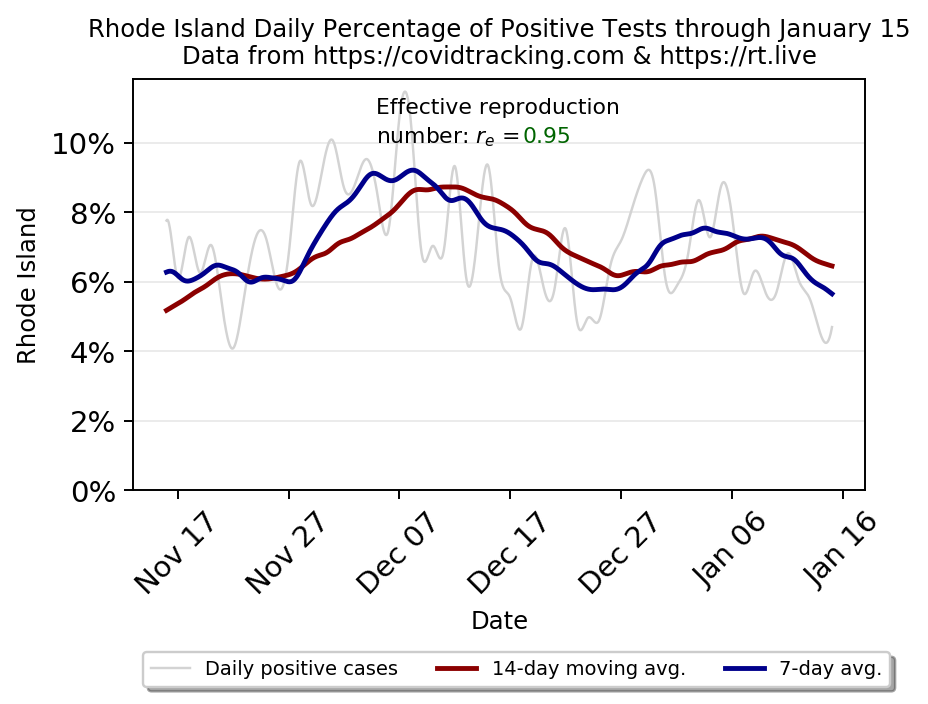 Rhode Island Daily Percentage of Positive Tests through January 15
Data from https://covidtracking.com & https://rt.live
Effective reproduction
number: rₑ =0.95
10%
8%
6%
4%
2%
0%
Rhode Island
Nov 17
Nov 27
Dec 07
Dec 17
Dec 27
Jan 06
Jan 16
Date
Daily positive cases
14-day moving avg.
7-day avg.